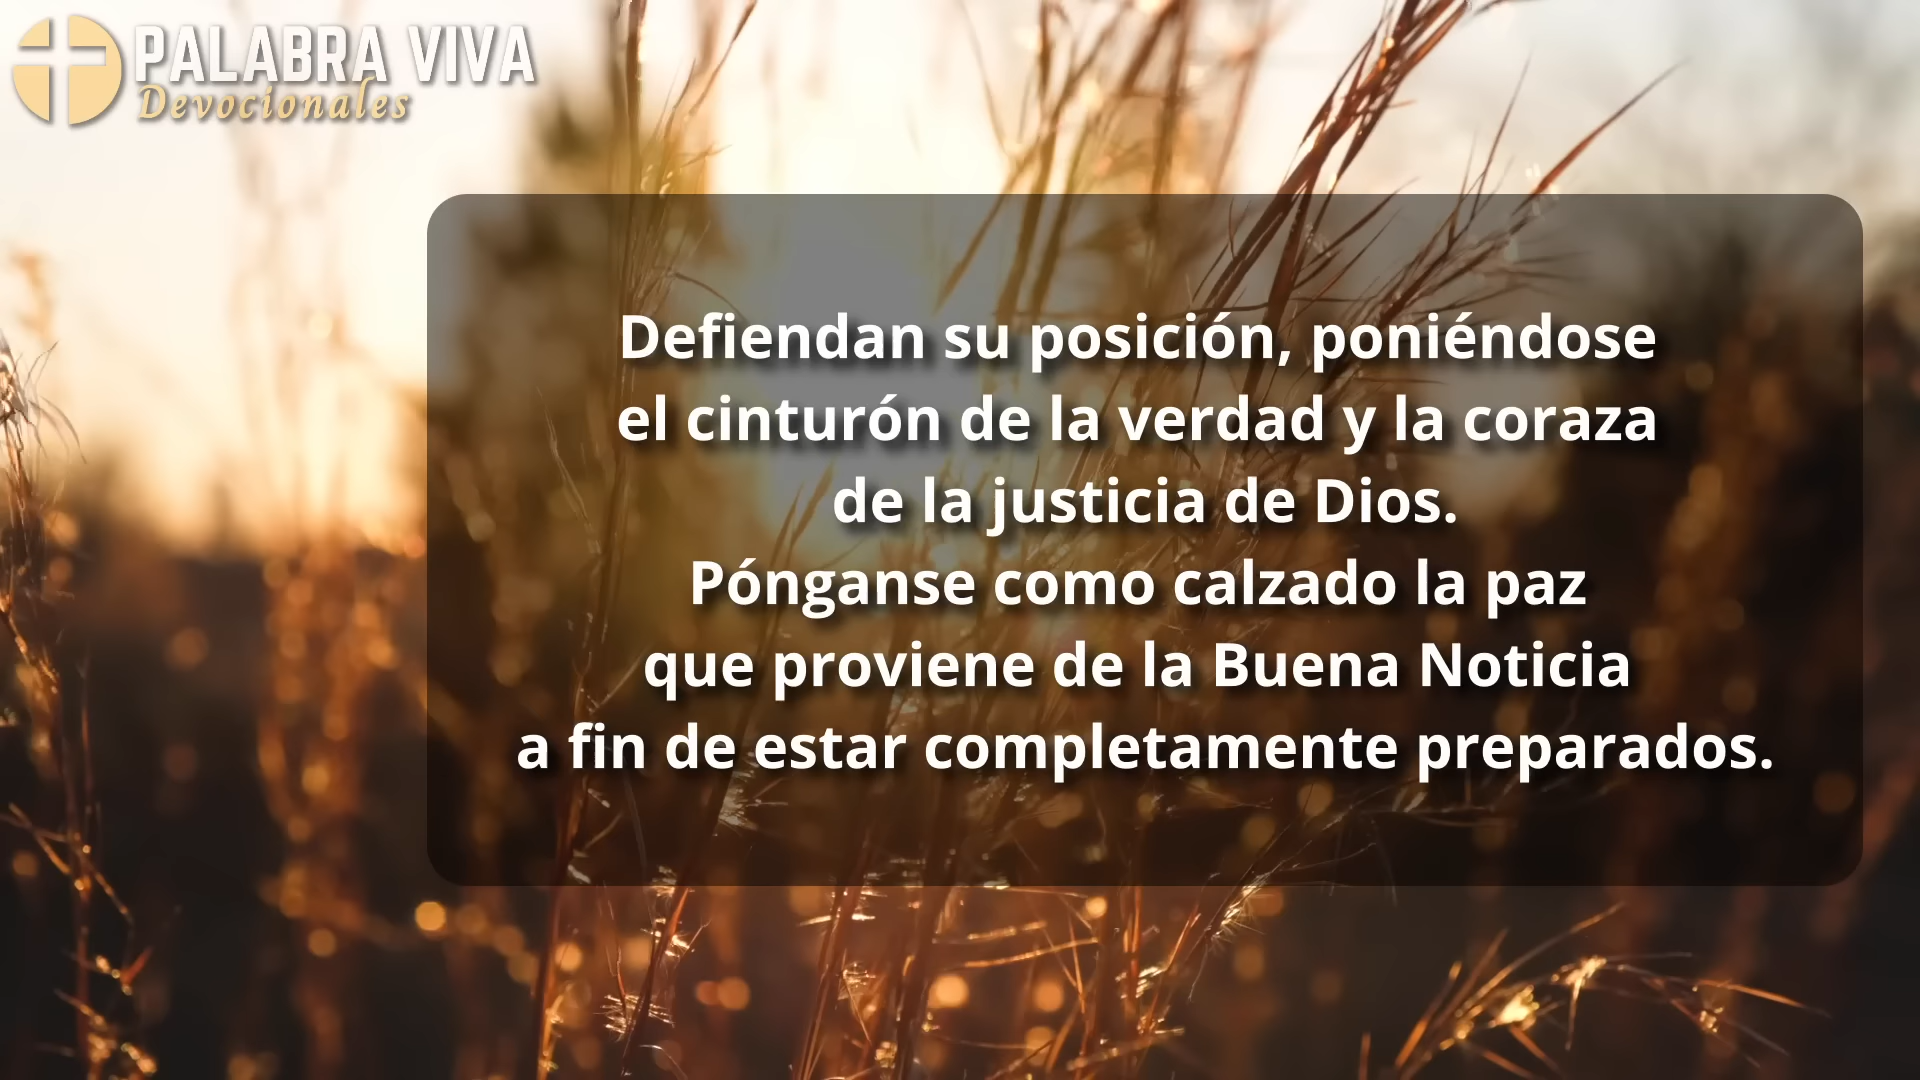 PALABRA VIVA
Devocionales
Defiendan su posición, poniéndose
el cinturón de la verdad y la coraza
de la justicia de Dios.
Pónganse como calzado la paz
que proviene de la Buena Noticia
a fin de estar completamente preparados.